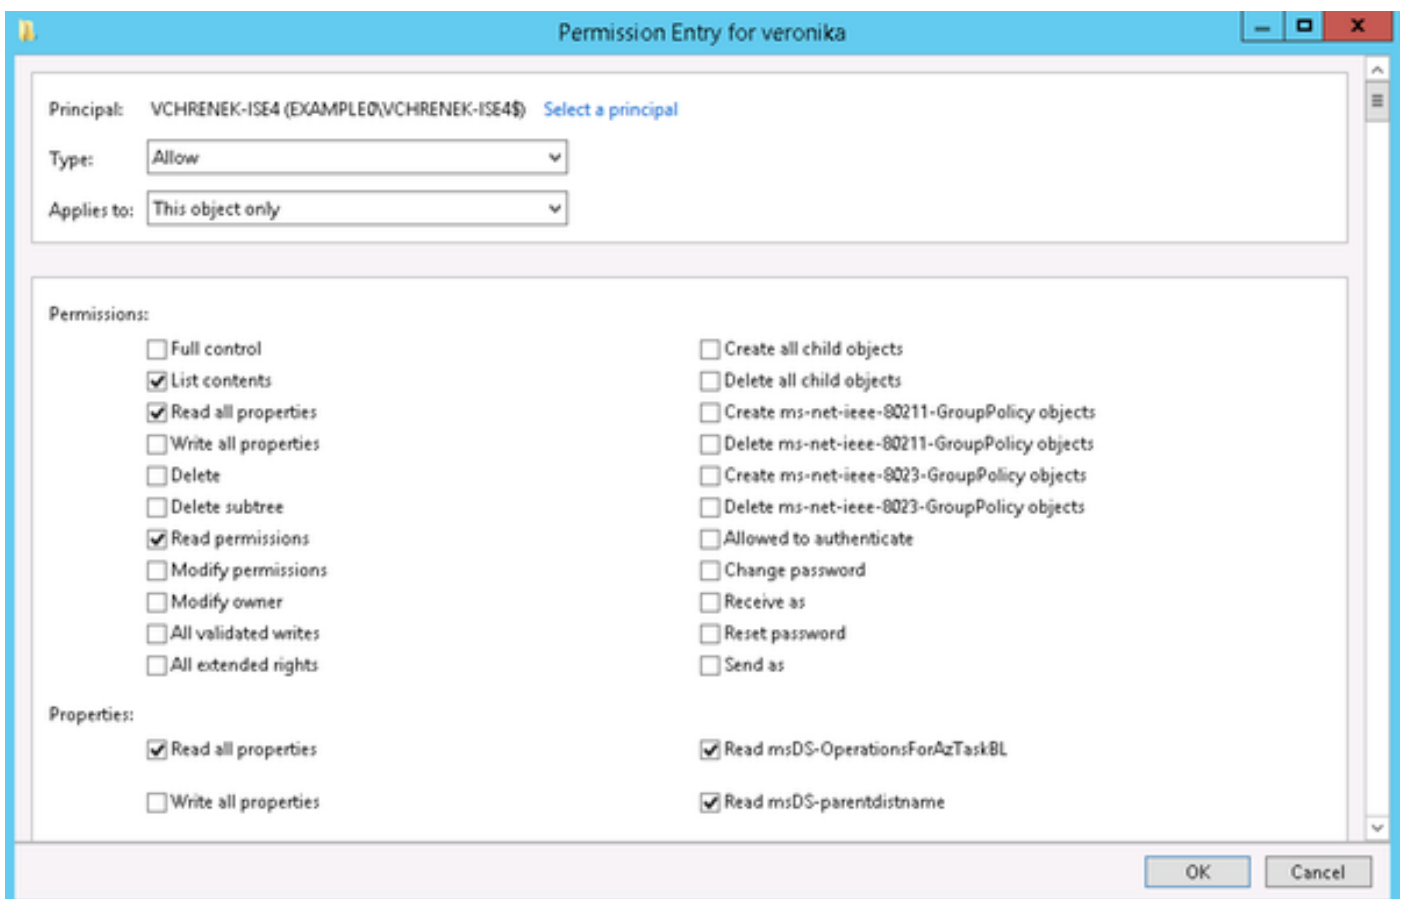 Permission Entry for veronika
Principal: VCHRENEK-ISE4 (EXAMPLE0\VCHRENEK-ISE4$) Select a principal
Type: Allow
Applies to: This object only
Permissions:
Full control Create all child objects
List contents Delete all child objects
Read all properties Create ms-net-ieee-80211-GroupPolicy objects
Write all properties Delete ms-net-ieee-80211-GroupPolicy objects
Delete Create ms-net-ieee-8023-GroupPolicy objects
Delete subtree Delete ms-net-ieee-8023-GroupPolicy objects
Read permissions Allowed to authenticate
Modify permissions Change password
Modify owner Receive as
All validated writes Reset password
All extended rights Send as
Properties:
Read all properties Read msDS-OperationsForAzTaskBL
Write all properties Read msDS-parentdistname
OK Cancel